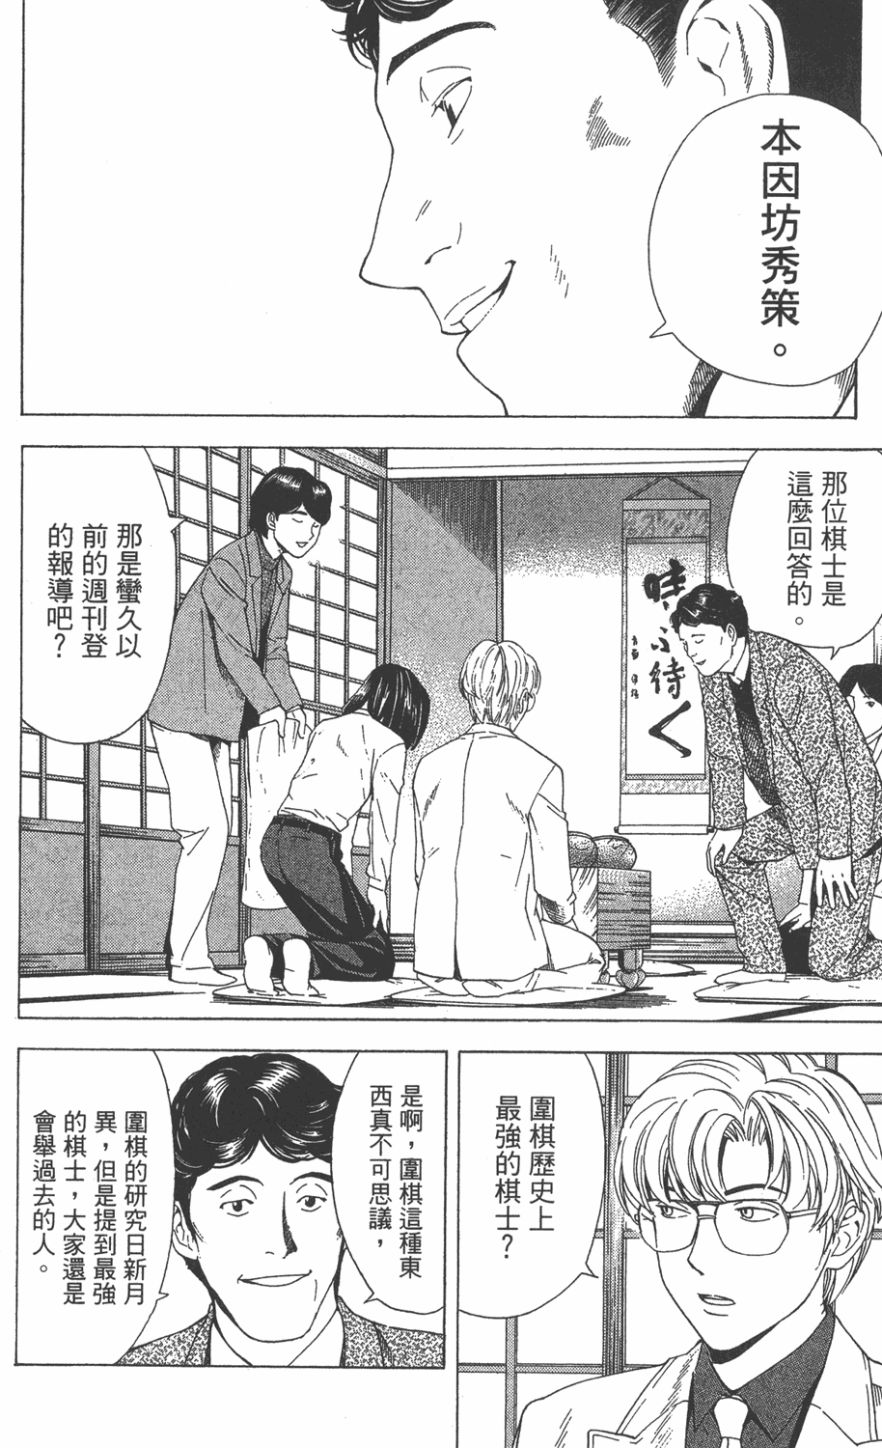 本因坊秀策。
那位棋士是
這麼回答的。
那是蠻久以
前的週刊登
的報導吧?
時不待く
圍棋歷史上
最強的棋士?
是啊,圍棋這種東
西真不可思議,
圍棋的研究日新月
異,但是提到最強
的棋士,大家還是
會舉過去的人。